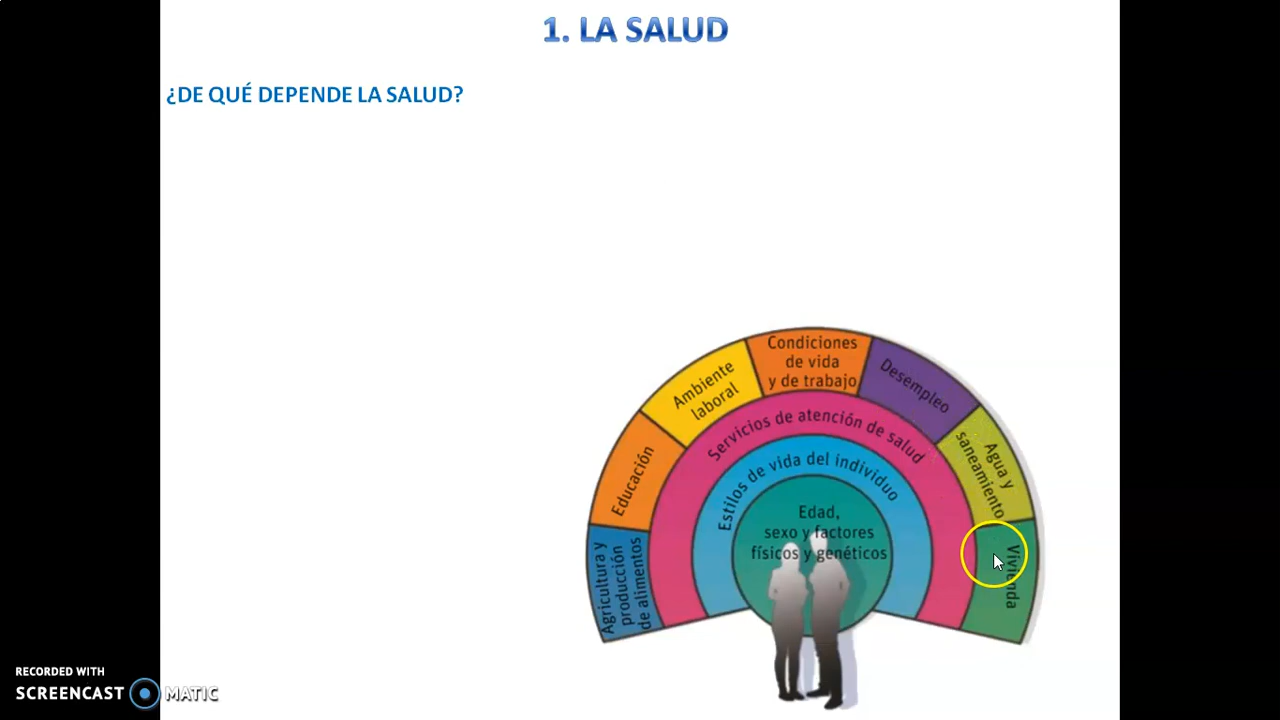 1. LA SALUD
¿DE QUÉ DEPENDE LA SALUD?
Condiciones
de vida
y de trabajo
Ambiente
laboral
Desempleo
Educación
Agua y
saneamiento
Agricultura y
producción
de alimentos
Vivienda
Servicios de atención de salud
Estilos de vida del individuo
Edad,
sexo y factores
físicos y genéticos
RECORDED WITH
SCREENCAST MATIC